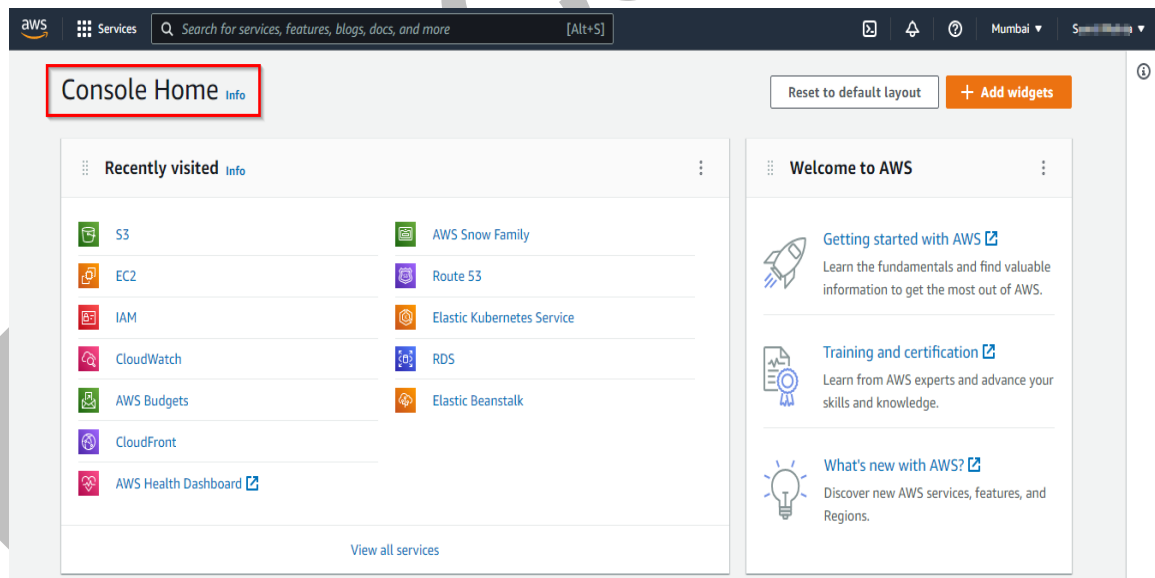 aws Services Search for services, features, blogs, docs, and more [Alt+S] Mumbai ▼
Console Home Info
Reset to default layout
+ Add widgets
Recently visited Info
S3
EC2
IAM
CloudWatch
AWS Budgets
CloudFront
AWS Health Dashboard
AWS Snow Family
Route 53
Elastic Kubernetes Service
RDS
Elastic Beanstalk
View all services
Welcome to AWS
Getting started with AWS
Learn the fundamentals and find valuable
information to get the most out of AWS.
Training and certification
Learn from AWS experts and advance your
skills and knowledge.
What's new with AWS?
Discover new AWS services, features, and
Regions.